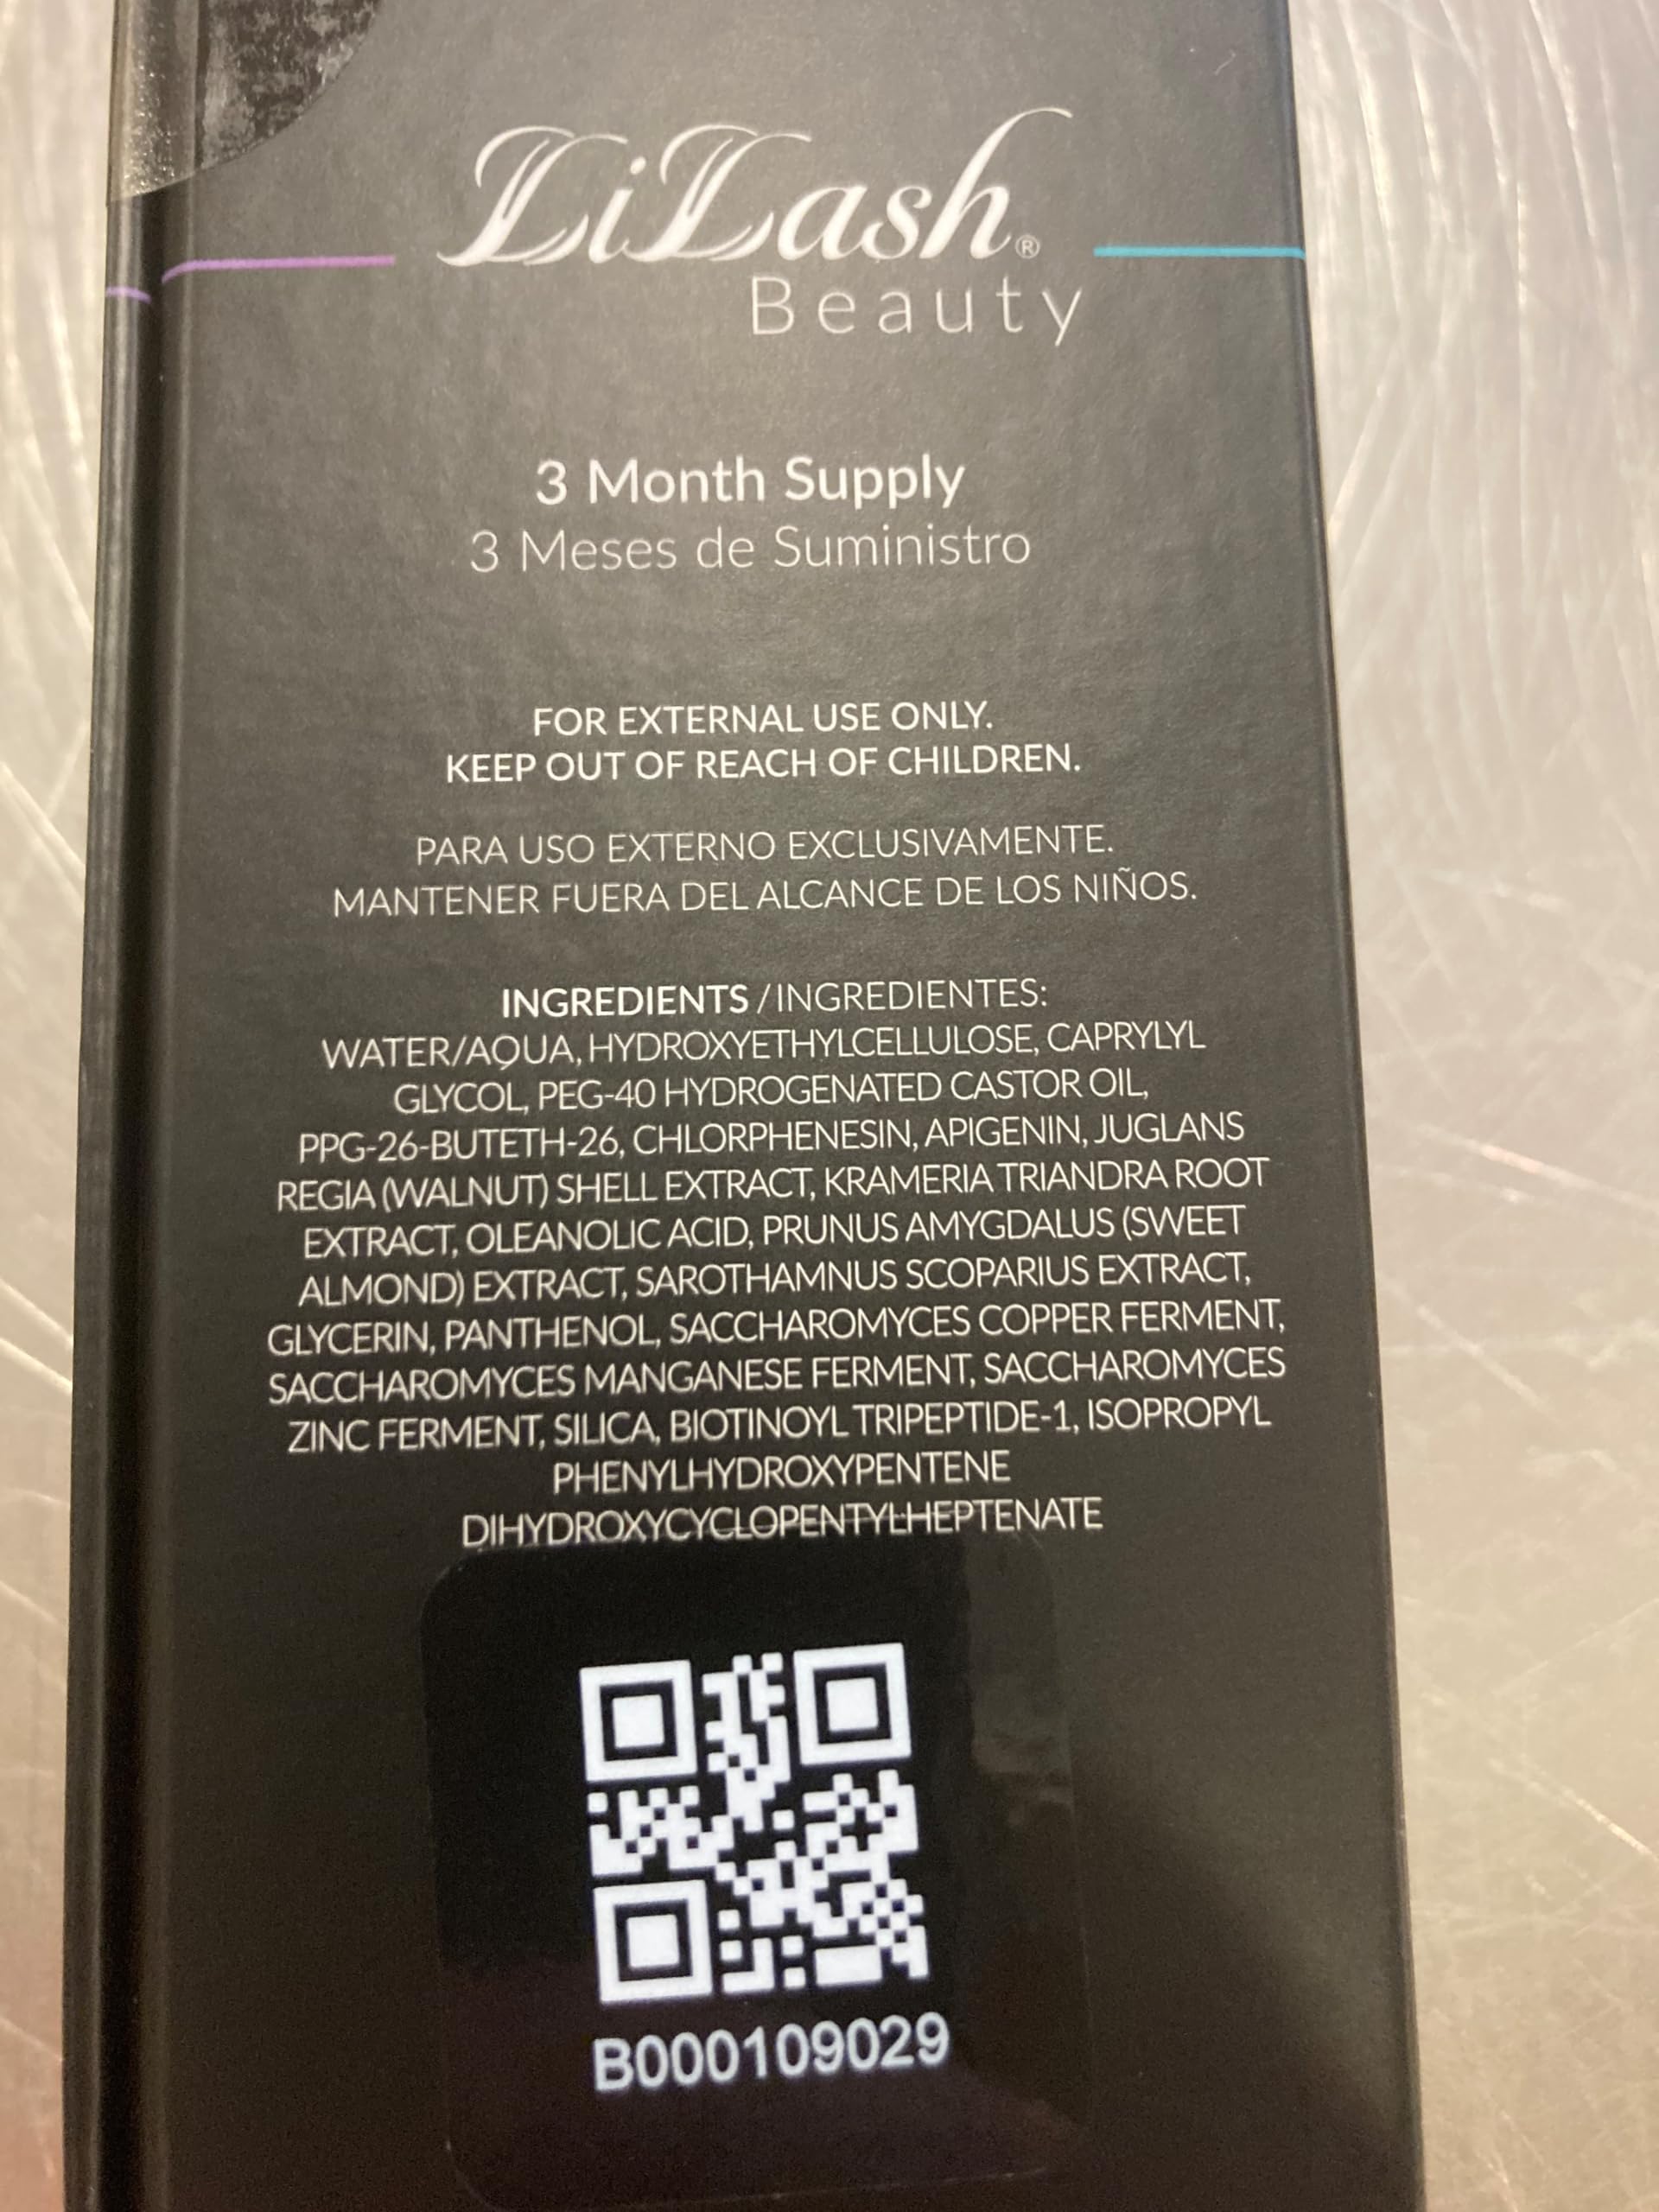 LiLash®
Beauty
3 Month Supply
3 Meses de Suministro
FOR EXTERNAL USE ONLY.
KEEP OUT OF REACH OF CHILDREN.
PARA USO EXTERNO EXCLUSIVAMENTE.
MANTENER FUERA DEL ALCANCE DE LOS NIÑOS.
INGREDIENTS / INGREDIENTES:
WATER/AQUA, HYDROXYETHYLCELLULOSE, CAPRYLYL
GLYCOL, PEG-40 HYDROGENATED CASTOR OIL,
PPG-26-BUTETH-26, CHLORPHENESIN, APIGENIN, JUGLANS
REGIA (WALNUT) SHELL EXTRACT, KRAMERIA TRIANDRA ROOT
EXTRACT, OLEANOLIC ACID, PRUNUS AMYGDALUS (SWEET
ALMOND) EXTRACT, SAROTHAMNUS SCOPARIUS EXTRACT,
GLYCERIN, PANTHENOL, SACCHAROMYCES COPPER FERMENT,
SACCHAROMYCES MANGANESE FERMENT, SACCHAROMYCES
ZINC FERMENT, SILICA, BIOTINOYL TRIPEPTIDE-1, ISOPROPYL
PHENYLHYDROXYPENTENE
DIHYDROXYCYCLOPENTYLHEPTENATE
B000109029